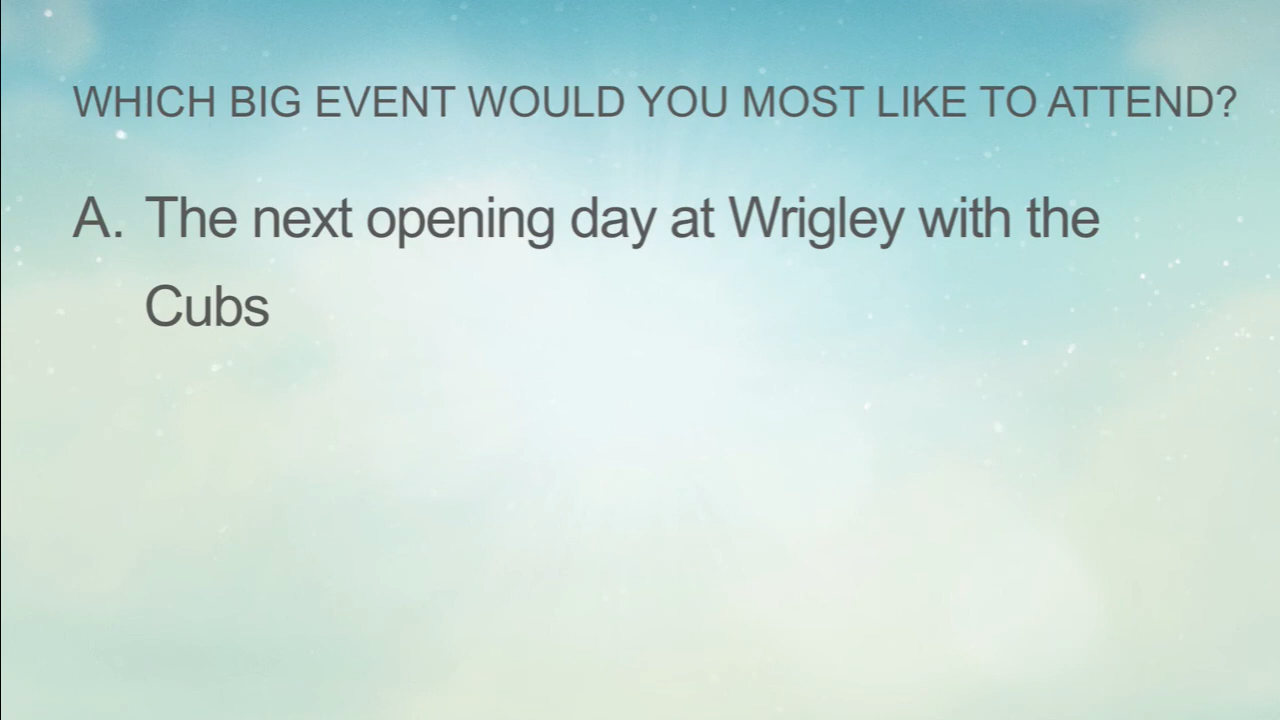 WHICH BIG EVENT WOULD YOU MOST LIKE TO ATTEND?
A. The next opening day at Wrigley with the
Cubs